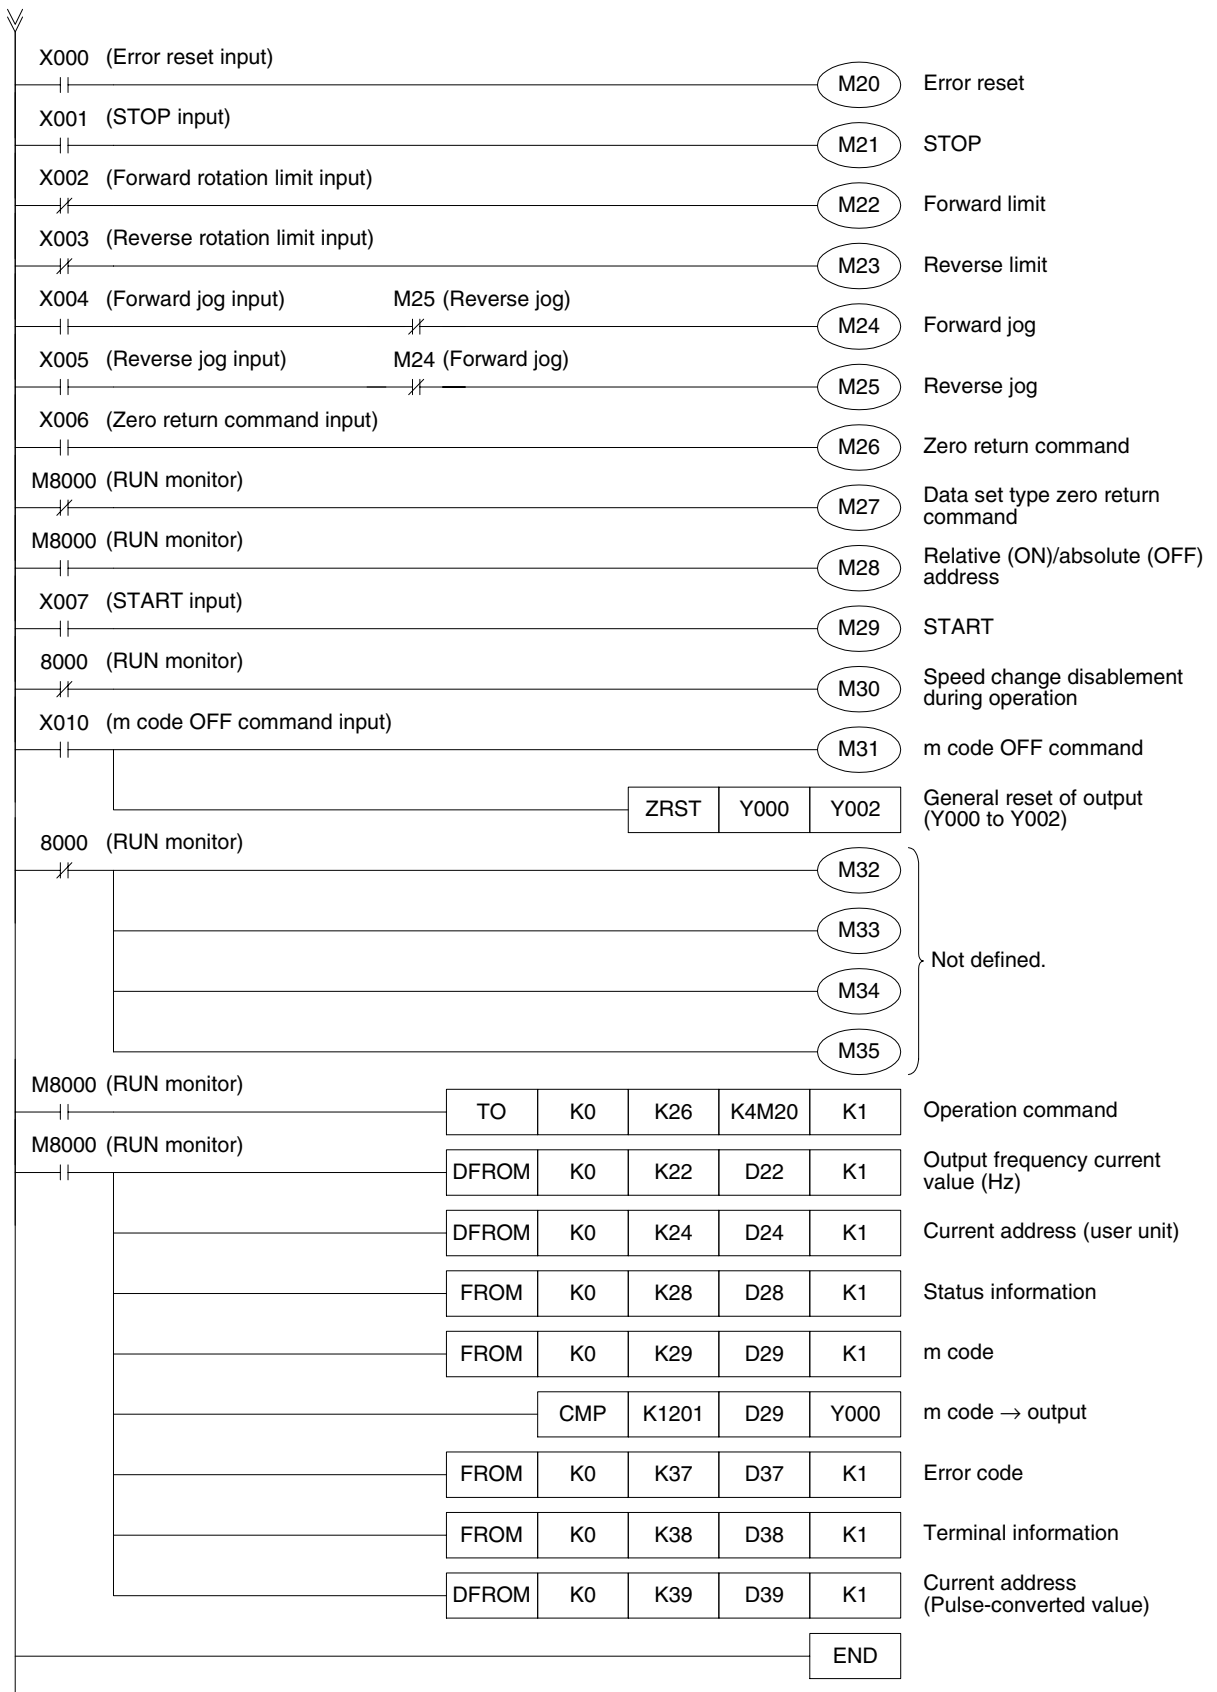 X000 (Error reset input)
M20 Error reset
X001 (STOP input)
M21 STOP
X002 (Forward rotation limit input)
M22 Forward limit
X003 (Reverse rotation limit input)
M23 Reverse limit
X004 (Forward jog input) M25 (Reverse jog)
M24 Forward jog
X005 (Reverse jog input) M24 (Forward jog)
M25 Reverse jog
X006 (Zero return command input)
M26 Zero return command
M8000 (RUN monitor)
M27 Data set type zero return
command
M8000 (RUN monitor)
M28 Relative (ON)/absolute (OFF)
address
X007 (START input)
M29 START
8000 (RUN monitor)
M30 Speed change disablement
during operation
X010 (m code OFF command input)
M31 m code OFF command
ZRST Y000 Y002 General reset of output
(Y000 to Y002)
8000 (RUN monitor)
M32
M33
Not defined.
M34
M35
M8000 (RUN monitor)
TO K0 K26 K4M20 K1 Operation command
M8000 (RUN monitor)
DFROM K0 K22 D22 K1 Output frequency current
value (Hz)
DFROM K0 K24 D24 K1 Current address (user unit)
FROM K0 K28 D28 K1 Status information
FROM K0 K29 D29 K1 m code
CMP K1201 D29 Y000 m code → output
FROM K0 K37 D37 K1 Error code
FROM K0 K38 D38 K1 Terminal information
DFROM K0 K39 D39 K1 Current address
(Pulse-converted value)
END